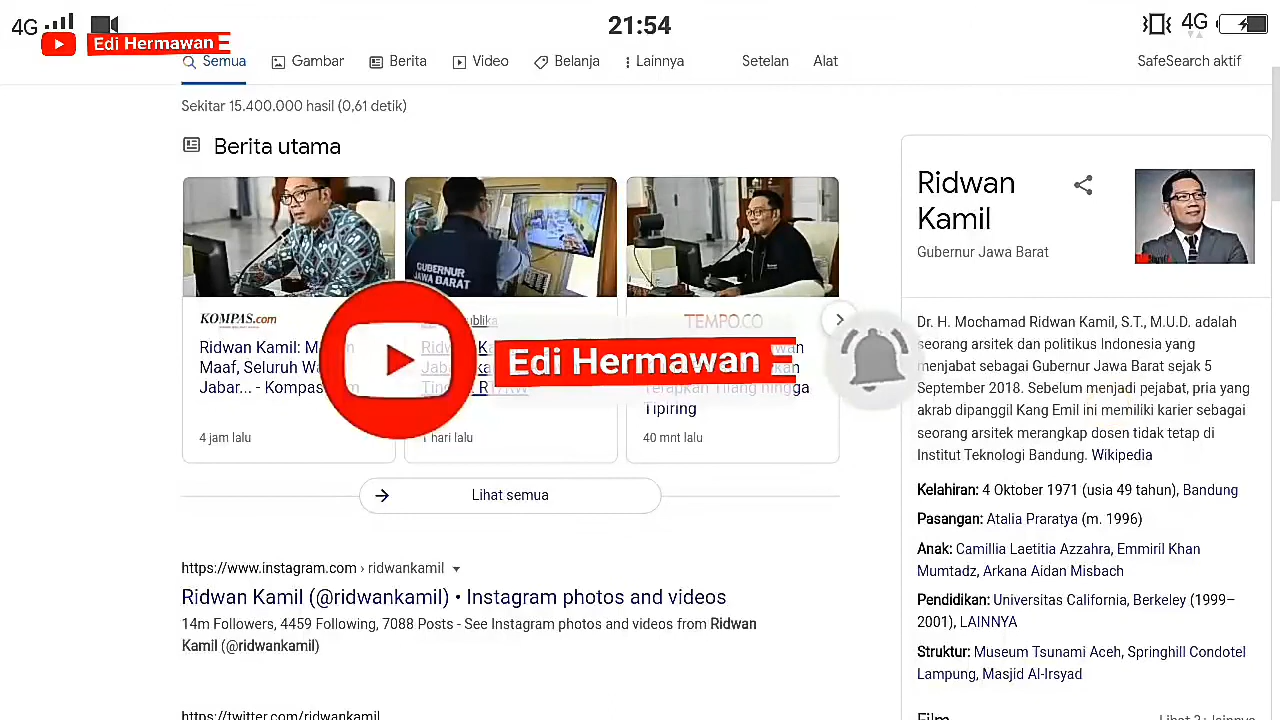 4G
21:54
4G
Edi Hermawan
Semua
Gambar
Berita
Video
Belanja
Lainnya
Setelan
Alat
SafeSearch aktif
Sekitar 15.400.000 hasil (0,61 detik)
Berita utama
GUBERNUR
JAWA BARAT
KOMPAS.com
Ridwan Kamil:
Maaf, Seluruh
Jabar... - Kompas
4 jam lalu
hari lalu
TEMPO.CO
Terapkan Tilang hingga
Tipiring
40 mnt lalu
Edi Hermawan
Lihat semua
https://www.instagram.com › ridwankamil
Ridwan Kamil (@ridwankamil) • Instagram photos and videos
14m Followers, 4459 Following, 7088 Posts - See Instagram photos and videos from Ridwan
Kamil (@ridwankamil)
https://twitter.com/ridwankamil
Ridwan
Kamil
Gubernur Jawa Barat
Dr. H. Mochamad Ridwan Kamil, S.T., M.U.D. adalah
seorang arsitek dan politikus Indonesia yang
menjabat sebagai Gubernur Jawa Barat sejak 5
September 2018. Sebelum menjadi pejabat, pria yang
akrab dipanggil Kang Emil ini memiliki karier sebagai
seorang arsitek merangkap dosen tidak tetap di
Institut Teknologi Bandung. Wikipedia
Kelahiran: 4 Oktober 1971 (usia 49 tahun), Bandung
Pasangan: Atalia Praratya (m. 1996)
Anak: Camillia Laetitia Azzahra, Emmiril Khan
Mumtadz, Arkana Aidan Misbach
Pendidikan: Universitas California, Berkeley (1999–
2001), LAINNYA
Struktur: Museum Tsunami Aceh, Springhill Condotel
Lampung, Masjid Al-Irsyad
Film
Lihat 2+ lainnya